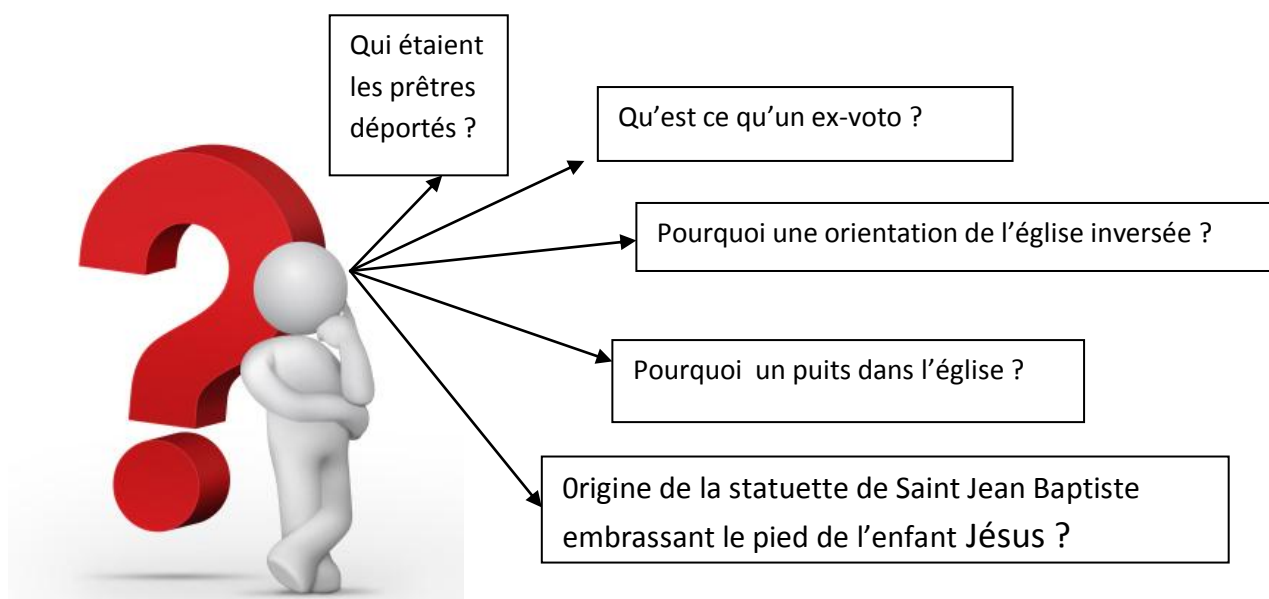 Qui étaient
les prêtres
déportés ?
Qu’est ce qu’un ex-voto ?
Pourquoi une orientation de l’église inversée ?
Pourquoi un puits dans l’église ?
0rigine de la statuette de Saint Jean Baptiste
embrassant le pied de l’enfant Jésus ?